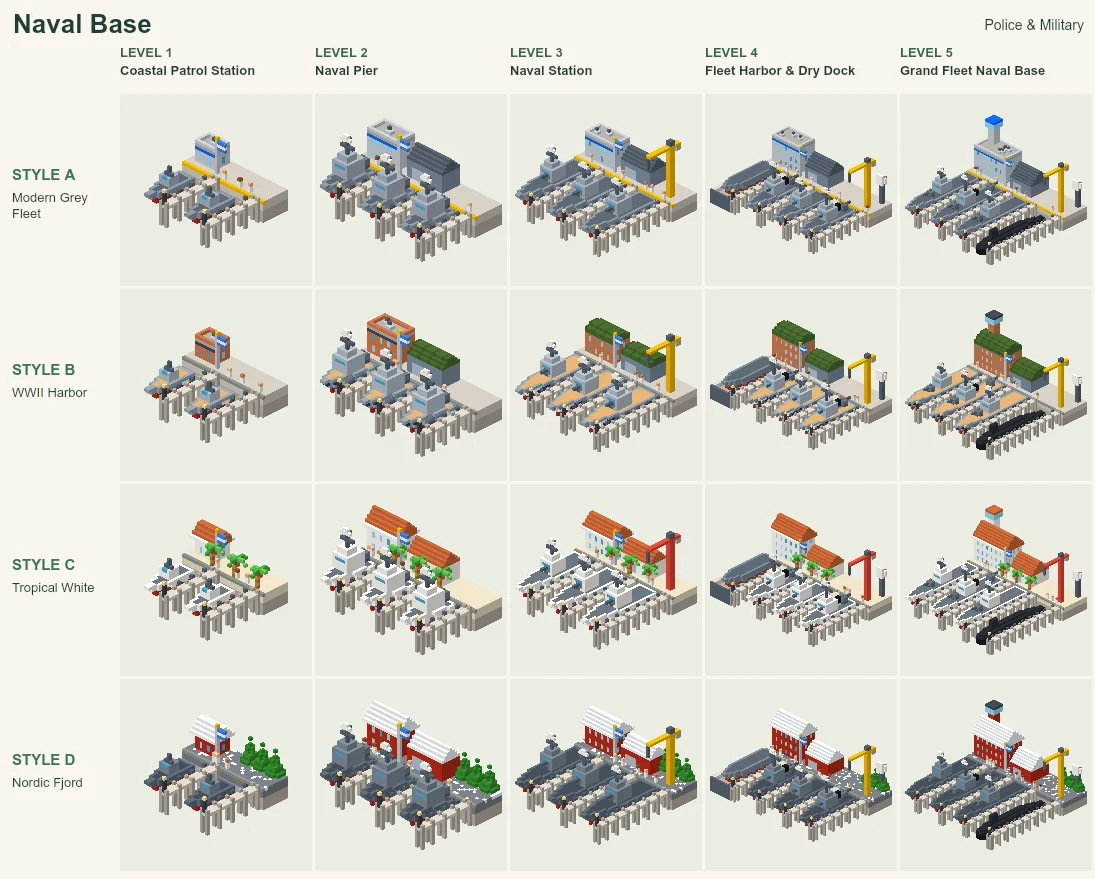 Naval Base
Police & Military
LEVEL 1
Coastal Patrol Station
LEVEL 2
Naval Pier
LEVEL 3
Naval Station
LEVEL 4
Fleet Harbor & Dry Dock
LEVEL 5
Grand Fleet Naval Base
STYLE A
Modern Grey
Fleet
STYLE B
WWII Harbor
STYLE C
Tropical White
STYLE D
Nordic Fjord